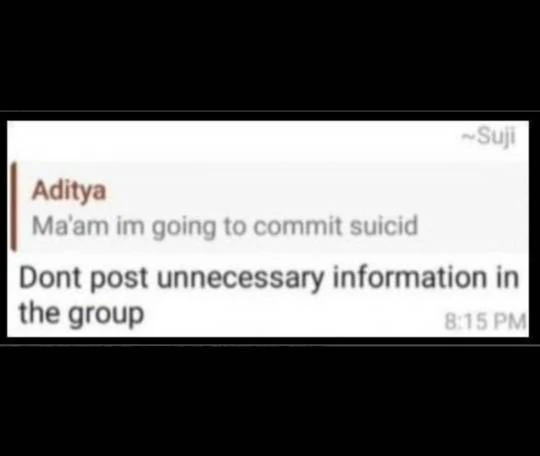 ~Suji
Aditya
Ma'am im going to commit suicid
Dont post unnecessary information in
the group
8:15 PM